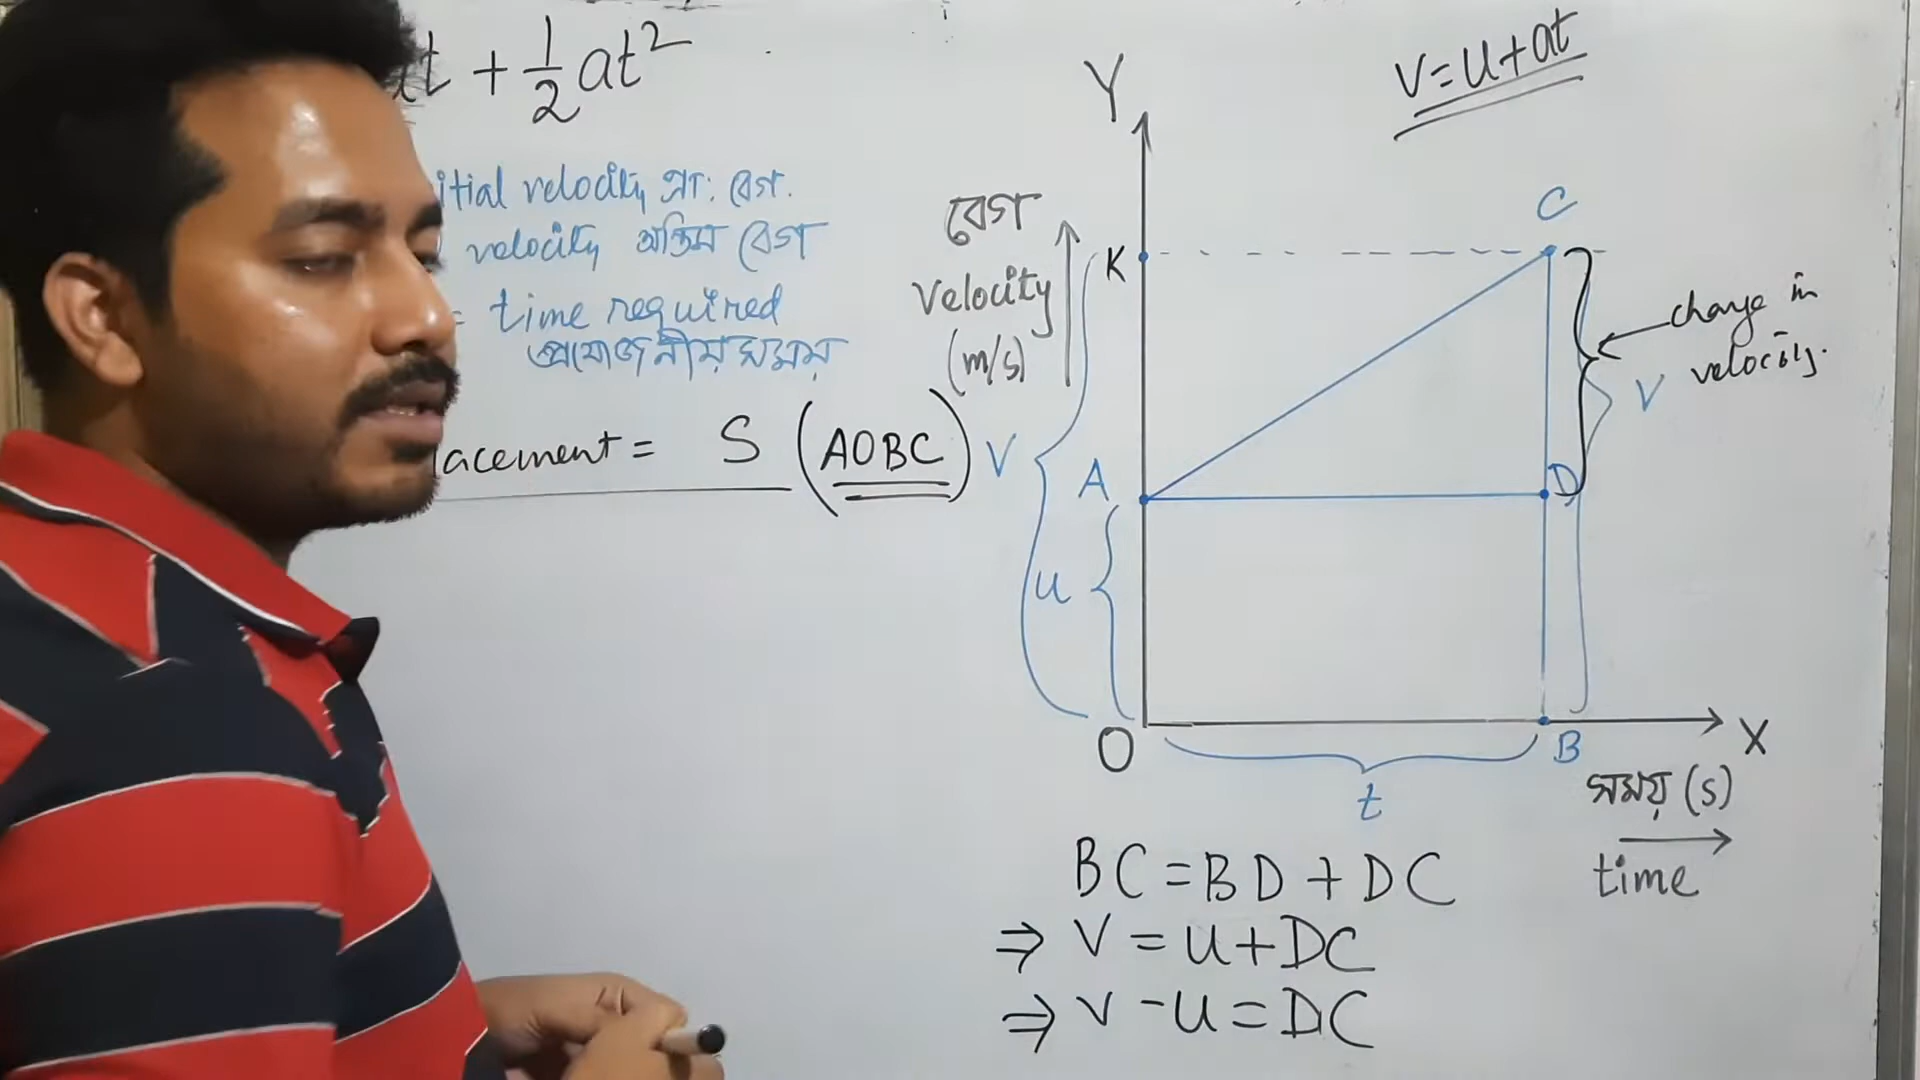 t + 1/2 at²
itial velocity প্রা: বেগ.
velocity অন্তিম বেগ
= time required
প্রযোজনীয় সময়
lacement = S (AOBC)
V = u + at
Y
বেগ
Velocity
(m/s)
K
C
change in
velocity.
V
V
A
D
u
O
B
X
t
সময় (s)
time
BC = BD + DC
⇒ V = u + DC
⇒ V - u = DC